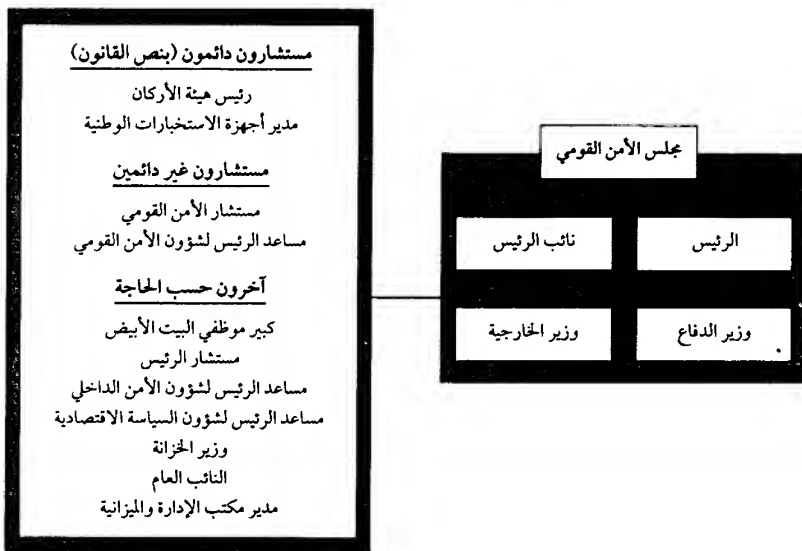 مجلس الأمن القومي
الرئيس
نائب الرئيس
وزير الدفاع
وزير الخارجية
مستشارون دائمون (بنص القانون)
رئيس هيئة الأركان
مدير أجهزة الاستخبارات الوطنية
مستشارون غير دائمين
مستشار الأمن القومي
مساعد الرئيس لشؤون الأمن القومي
آخرون حسب الحاجة
كبير موظفي البيت الأبيض
مستشار الرئيس
مساعد الرئيس لشؤون الأمن الداخلي
مساعد الرئيس لشؤون السياسة الاقتصادية
وزير الخزانة
النائب العام
مدير مكتب الإدارة والميزانية